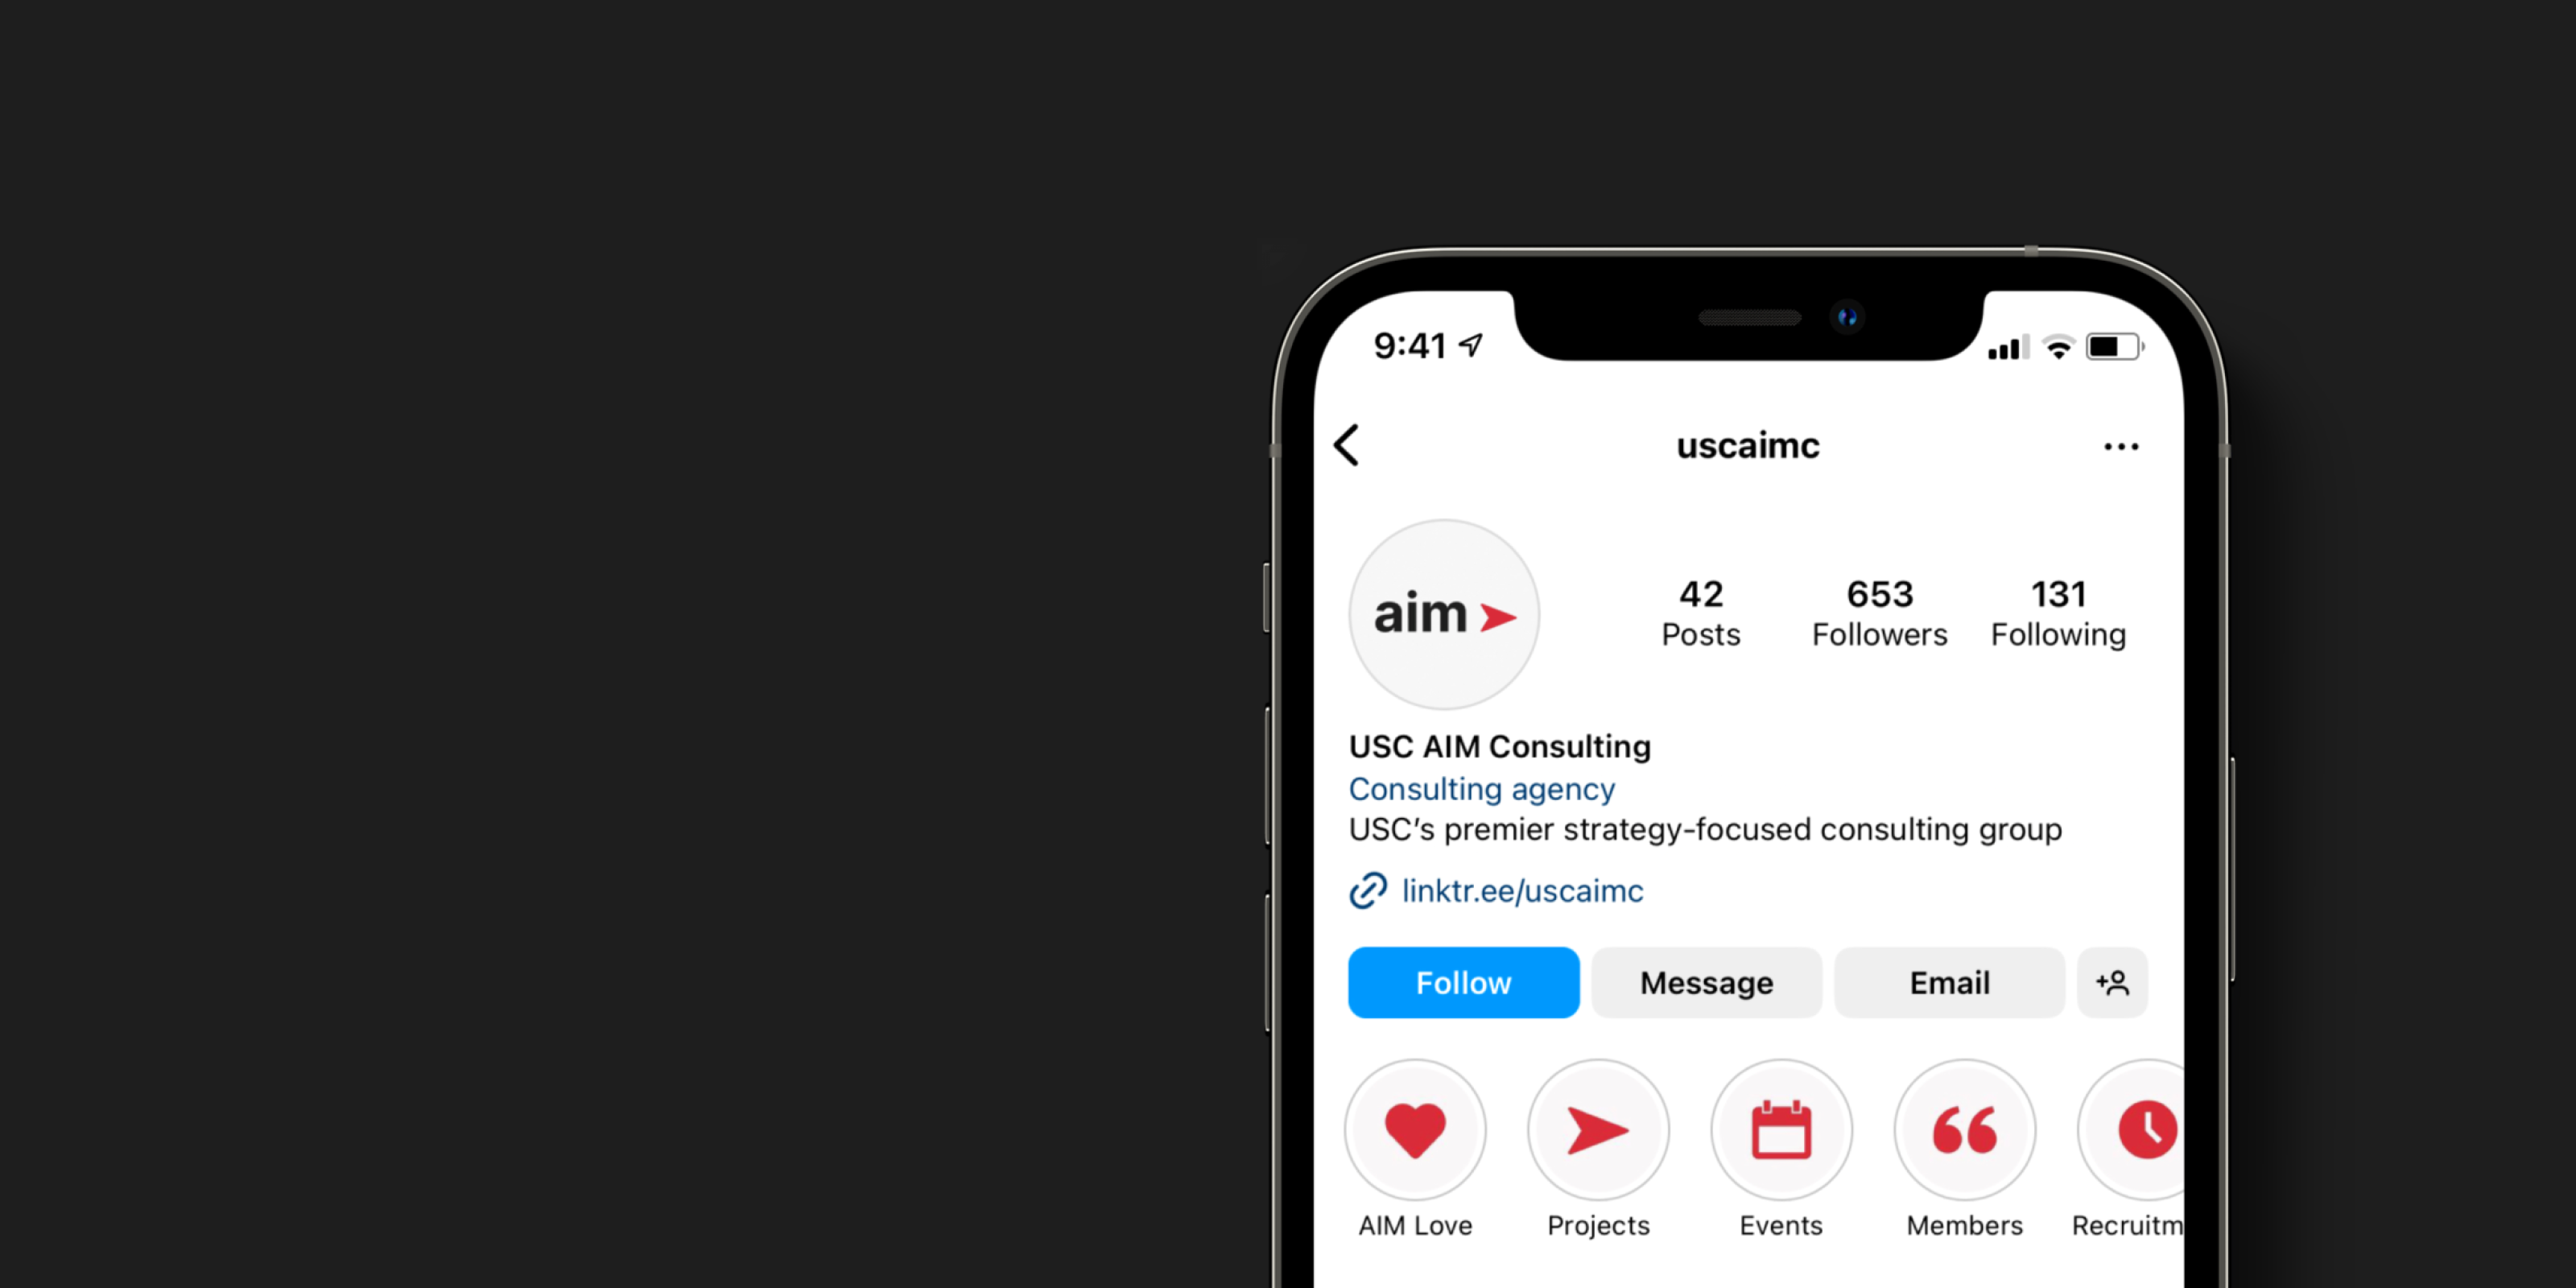 9:41
uscaimc
aim
42 653 131
Posts Followers Following
USC AIM Consulting
Consulting agency
USC’s premier strategy-focused consulting group
linktr.ee/uscaimc
Follow Message Email
AIM Love Projects Events Members Recruitm